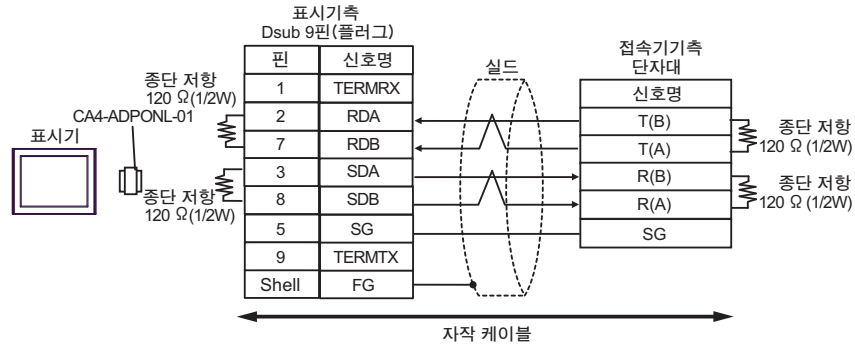 표시기측
Dsub 9핀(플러그)
핀 신호명
1 TERMRX
2 RDA
7 RDB
3 SDA
8 SDB
5 SG
9 TERMTX
Shell FG
종단 저항
120 Ω(1/2W)
CA4-ADPONL-01
표시기
종단 저항
120 Ω(1/2W)
실드
접속기기측
단자대
신호명
T(B)
T(A)
R(B)
R(A)
SG
종단 저항
120 Ω (1/2W)
종단 저항
120 Ω (1/2W)
자작 케이블